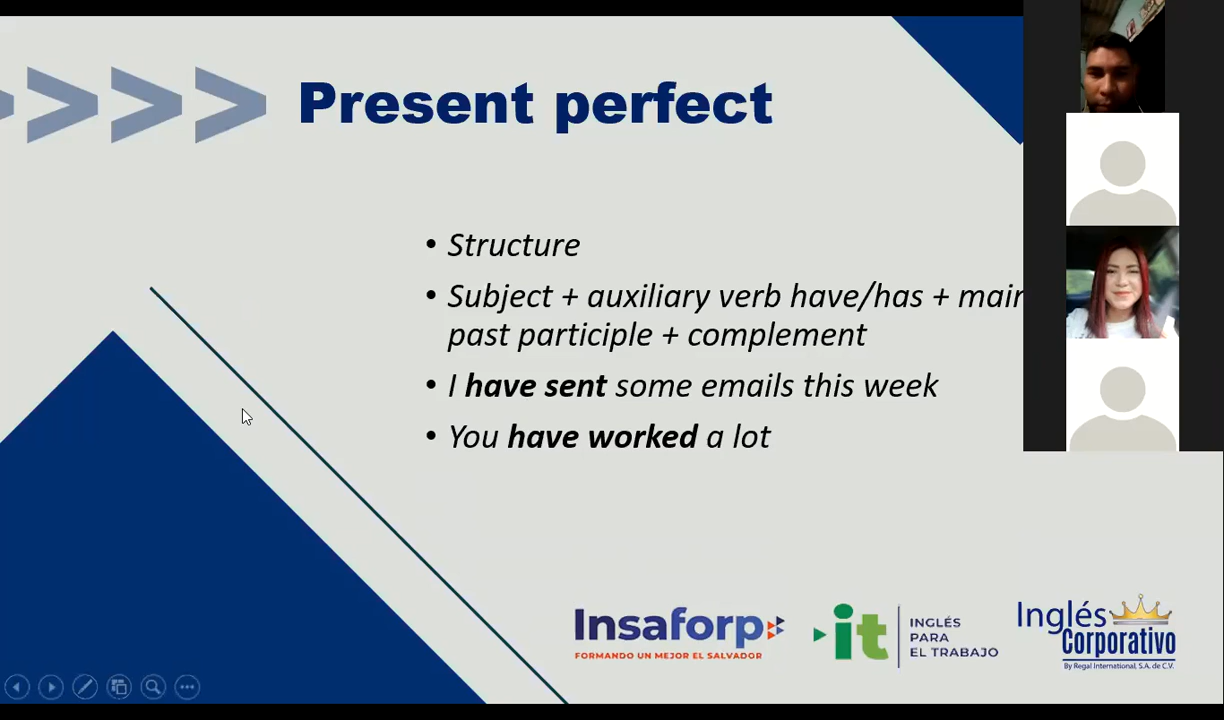 Present perfect
• Structure
• Subject + auxiliary verb have/has +
past participle + complement
• I have sent some emails this week
• You have worked a lot
Insaforp
FORMANDO UN MEJOR EL SALVADOR
it
INGLÉS
PARA
EL TRABAJO
Inglés
Corporativo
By Regal International, S.A. de C.V.